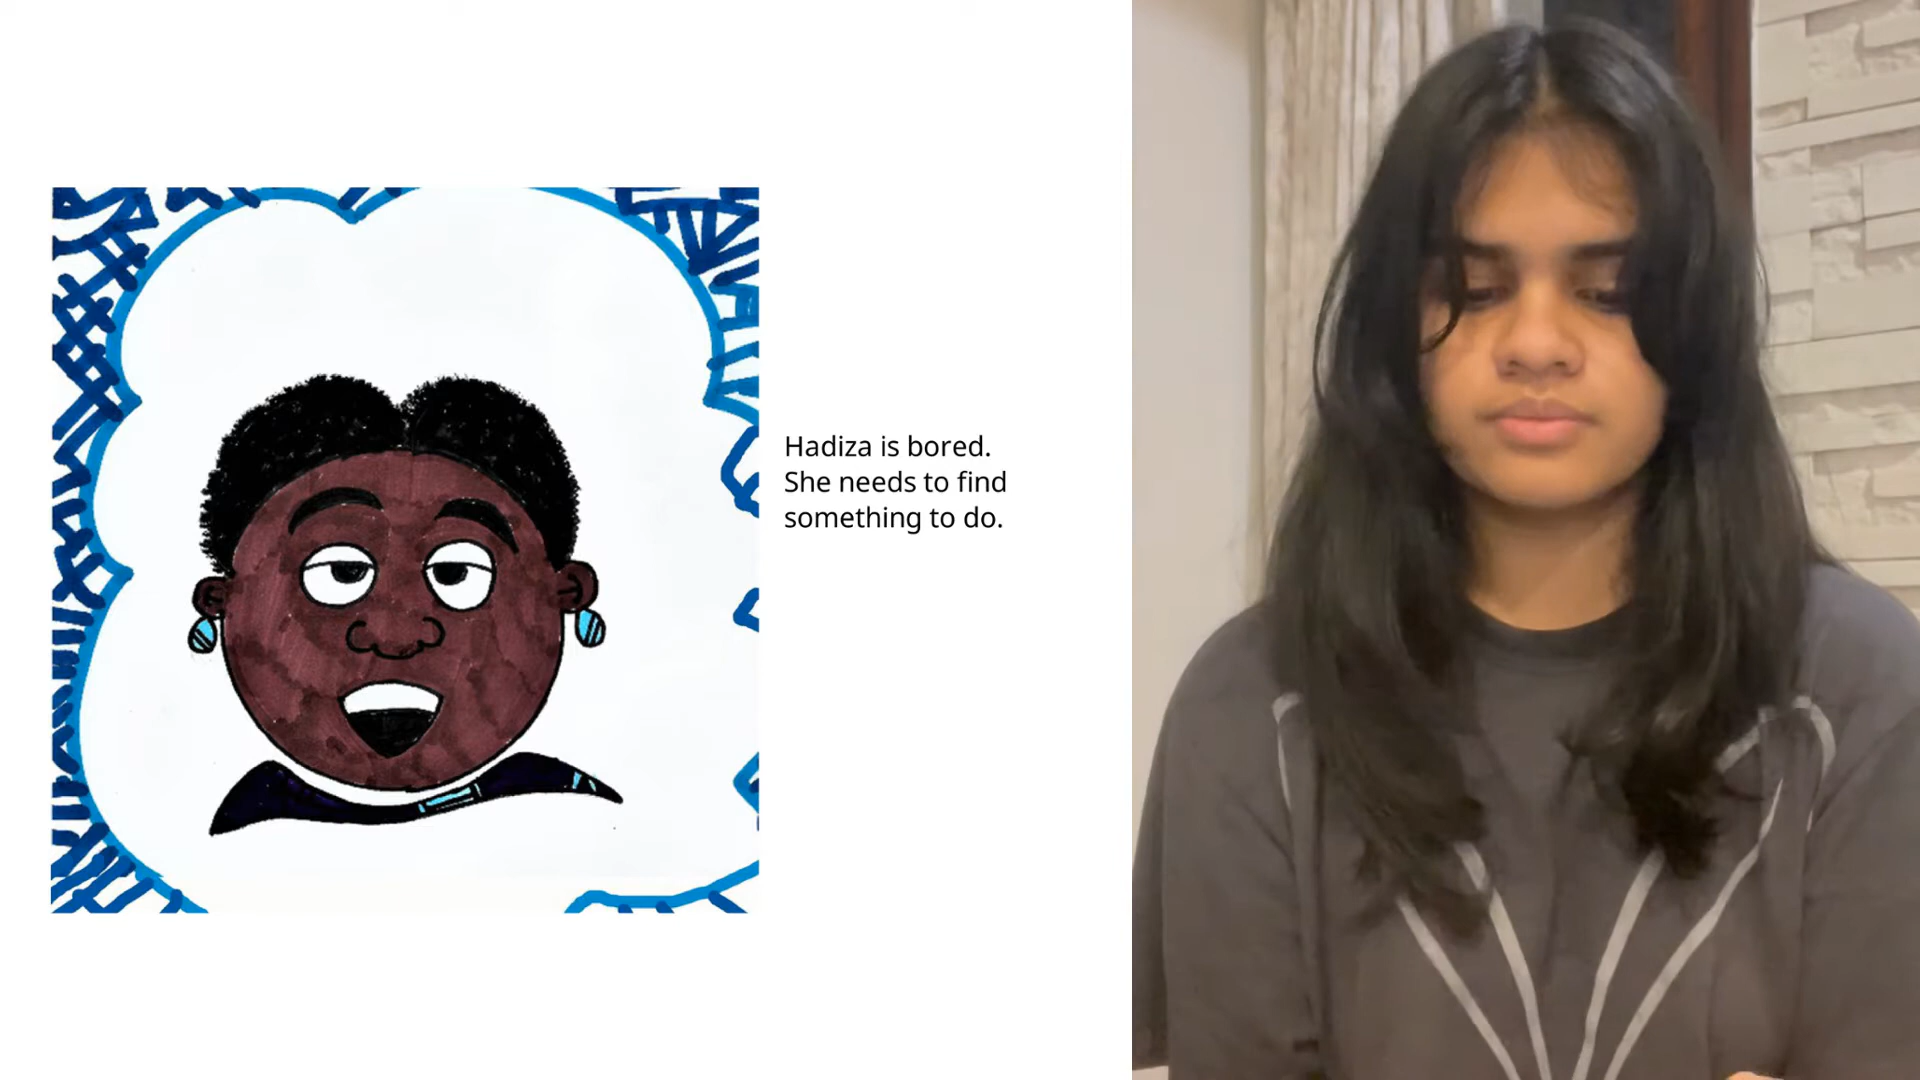 Hadiza is bored.
She needs to find
something to do.